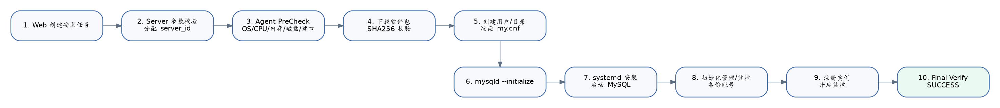 1. Web 创建安装任务
2. Server 参数校验
分配 server_id
3. Agent PreCheck
OS/CPU/内存/磁盘/端口
4. 下载软件包
SHA256 校验
5. 创建用户/目录
渲染 my.cnf
6. mysqld --initialize
7. systemd 安装
启动 MySQL
8. 初始化管理/监控
备份账号
9. 注册实例
开启监控
10. Final Verify
SUCCESS